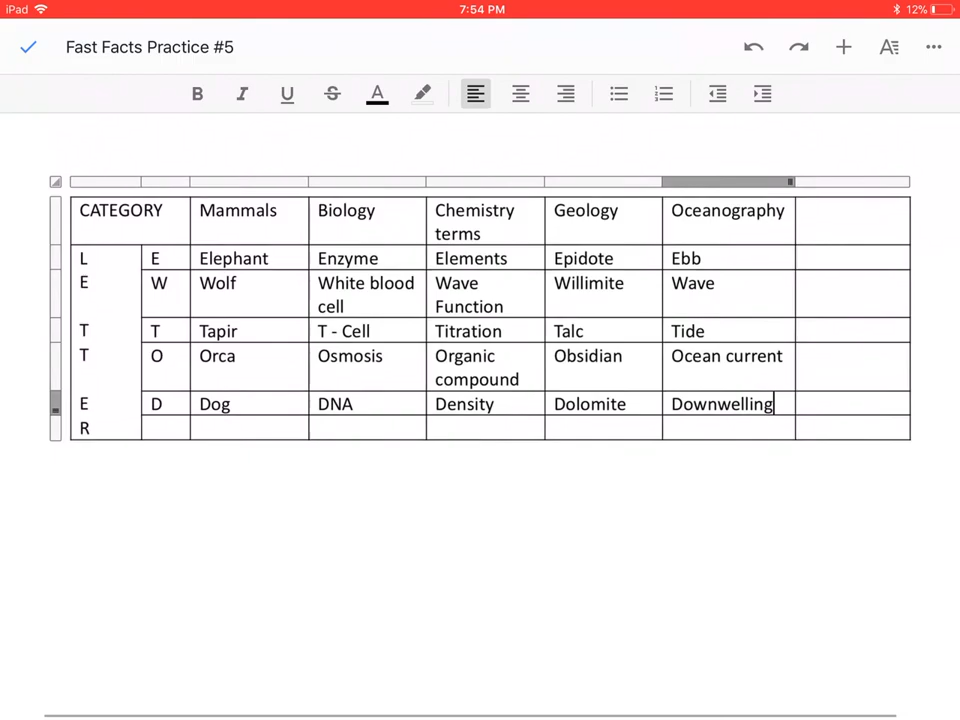 iPad 7:54 PM 12%
Fast Facts Practice #5
B I U S A A
CATEGORY Mammals Biology Chemistry Geology Oceanography
terms
L E Elephant Enzyme Elements Epidote Ebb
E W Wolf White blood Wave Willimite Wave
cell Function
T T Tapir T - Cell Titration Talc Tide
T O Orca Osmosis Organic Obsidian Ocean current
compound
E D Dog DNA Density Dolomite Downwelling
R